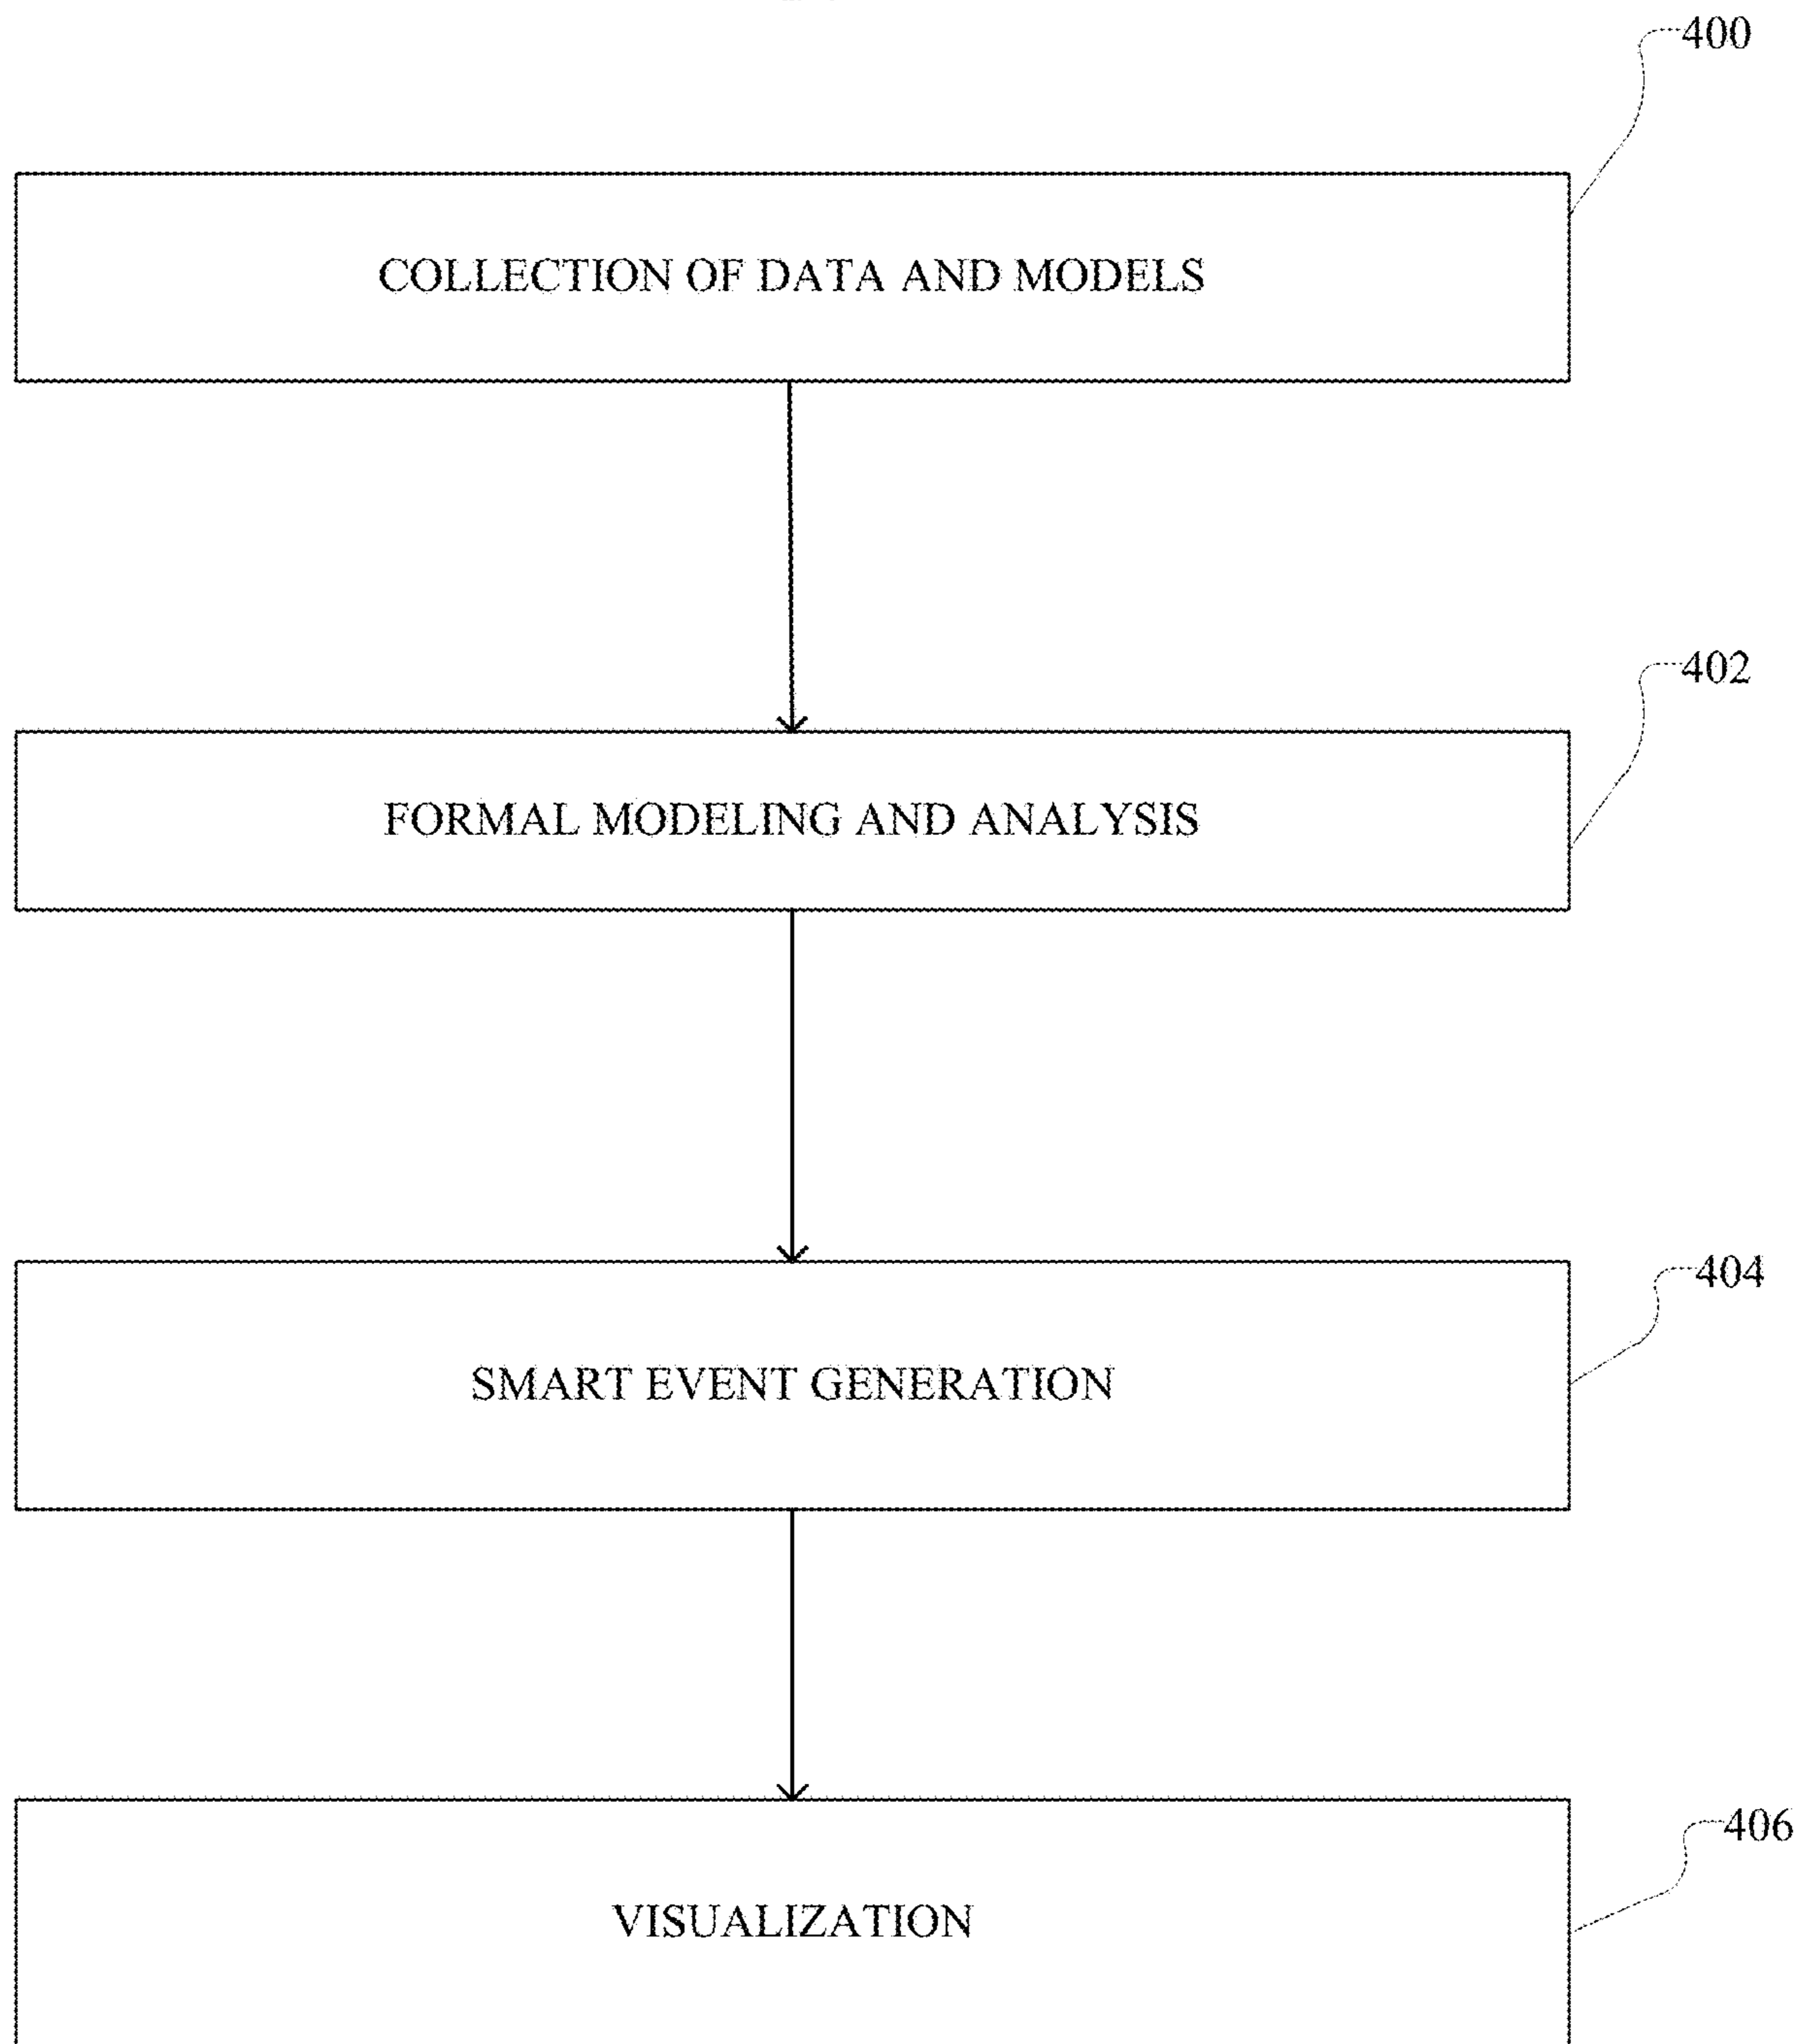 400
COLLECTION OF DATA AND MODELS
402
FORMAL MODELING AND ANALYSIS
404
SMART EVENT GENERATION
406
VISUALIZATION